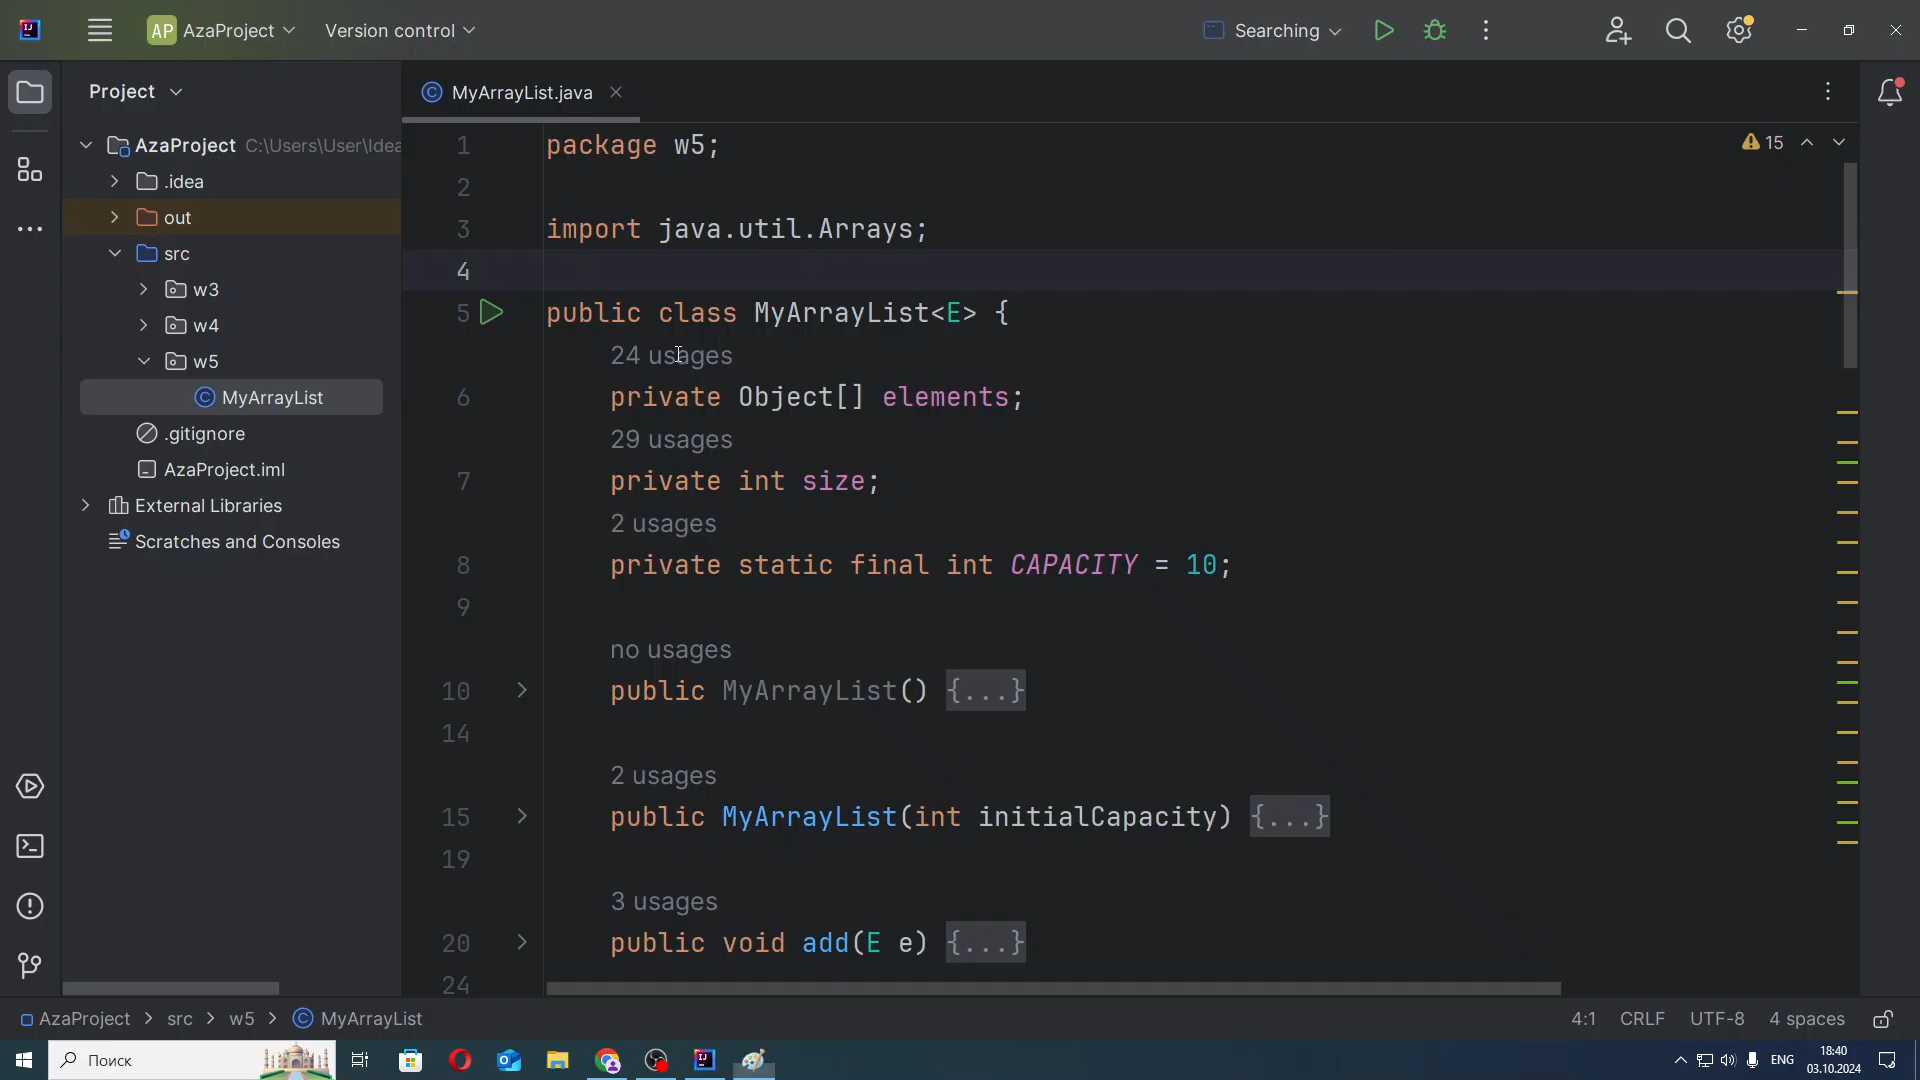 AP AzaProject
Version control
Searching
Project
MyArrayList.java
AzaProject C:\Users\User\Idea
.idea
out
src
w3
w4
w5
MyArrayList
.gitignore
AzaProject.iml
External Libraries
Scratches and Consoles
15
1 package w5;
2
3 import java.util.Arrays;
4
5 public class MyArrayList<E> {
24 usages
6 private Object[] elements;
29 usages
7 private int size;
2 usages
8 private static final int CAPACITY = 10;
9
no usages
10 public MyArrayList() {...}
14
2 usages
15 public MyArrayList(int initialCapacity) {...}
19
3 usages
20 public void add(E e) {...}
24
AzaProject > src > w5 > MyArrayList
4:1 CRLF UTF-8 4 spaces
Поиск
ENG
18:40
03.10.2024